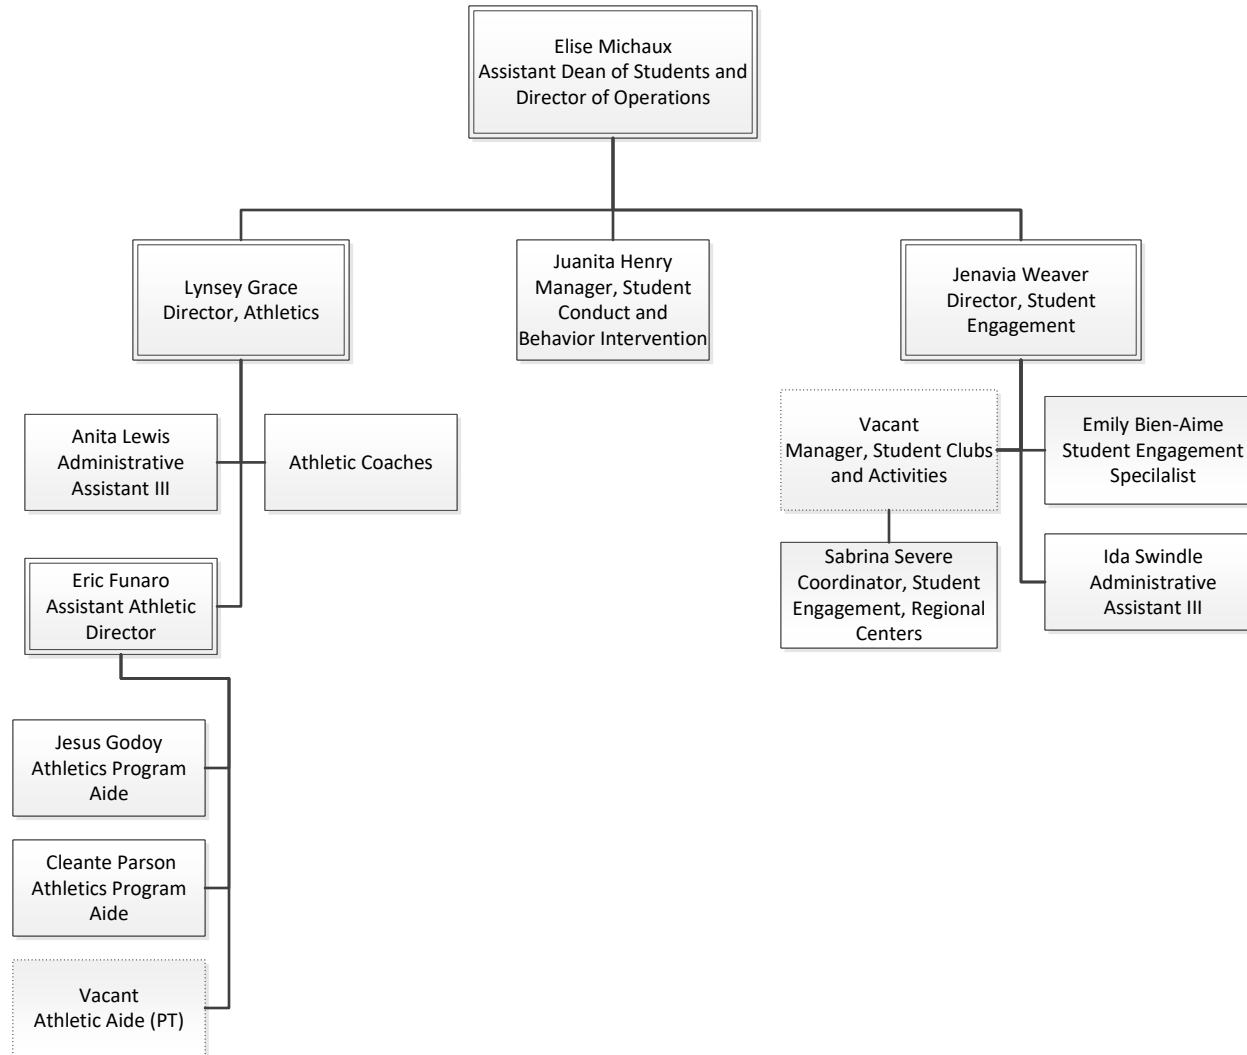 Elise Michaux
Assistant Dean of Students and
Director of Operations
Lynsey Grace
Director, Athletics
Juanita Henry
Manager, Student
Conduct and
Behavior Intervention
Jenavia Weaver
Director, Student
Engagement
Anita Lewis
Administrative
Assistant III
Athletic Coaches
Vacant
Manager, Student Clubs
and Activities
Emily Bien-Aime
Student Engagement
Specilalist
Eric Funaro
Assistant Athletic
Director
Sabrina Severe
Coordinator, Student
Engagement, Regional
Centers
Ida Swindle
Administrative
Assistant III
Jesus Godoy
Athletics Program
Aide
Cleante Parson
Athletics Program
Aide
Vacant
Athletic Aide (PT)